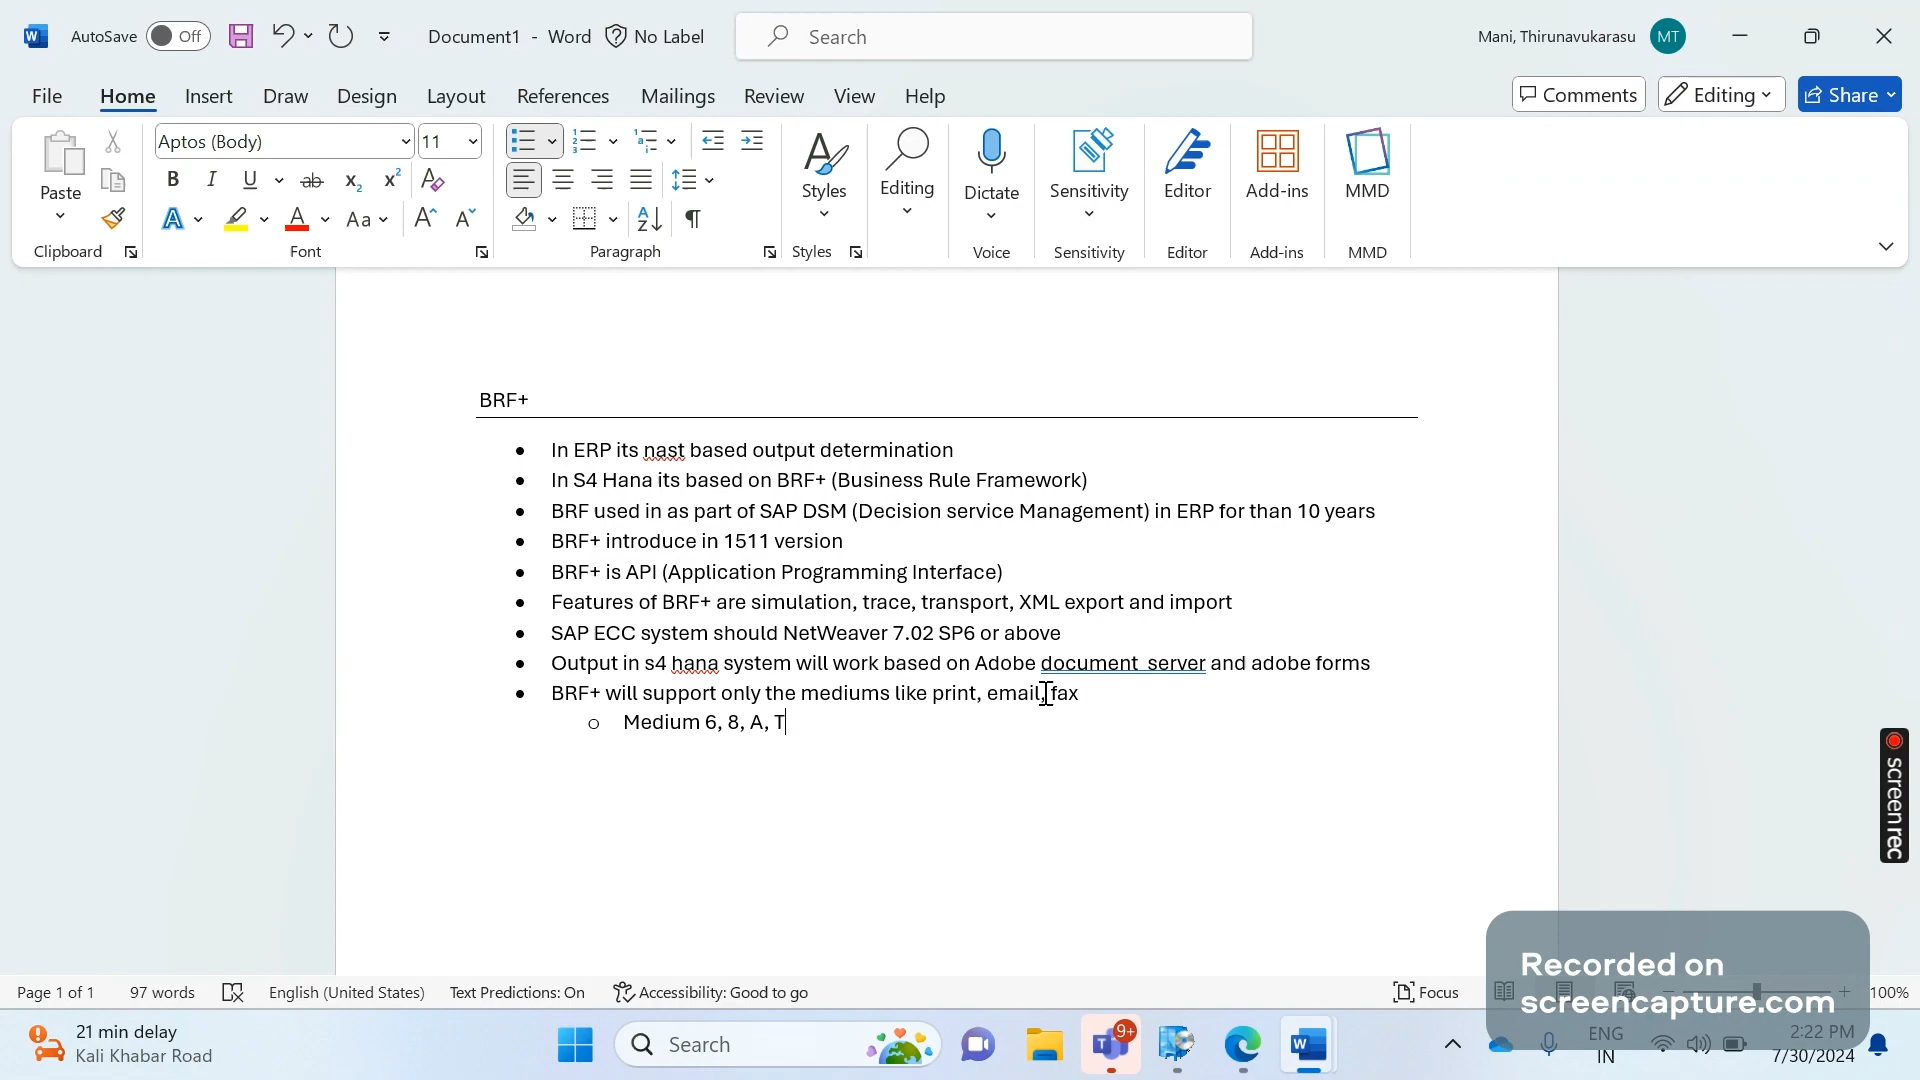 AutoSave Off Document1 - Word No Label Search Mani, Thirunavukarasu MT
File Home Insert Draw Design Layout References Mailings Review View Help Comments Editing Share
Paste Aptos (Body) 11 Styles Editing Dictate Sensitivity Editor Add-ins MMD
Clipboard Font Paragraph Styles Voice Sensitivity Editor Add-ins MMD
BRF+
• In ERP its nast based output determination
• In S4 Hana its based on BRF+ (Business Rule Framework)
• BRF used in as part of SAP DSM (Decision service Management) in ERP for than 10 years
• BRF+ introduce in 1511 version
• BRF+ is API (Application Programming Interface)
• Features of BRF+ are simulation, trace, transport, XML export and import
• SAP ECC system should NetWeaver 7.02 SP6 or above
• Output in s4 hana system will work based on Adobe document server and adobe forms
• BRF+ will support only the mediums like print, email, fax
o Medium 6, 8, A, T
screenrec
Recorded on
screencapture.com
Page 1 of 1 97 words English (United States) Text Predictions: On Accessibility: Good to go Focus 100%
21 min delay
Kali Khabar Road
Search
9+
ENG
IN
2:22 PM
7/30/2024